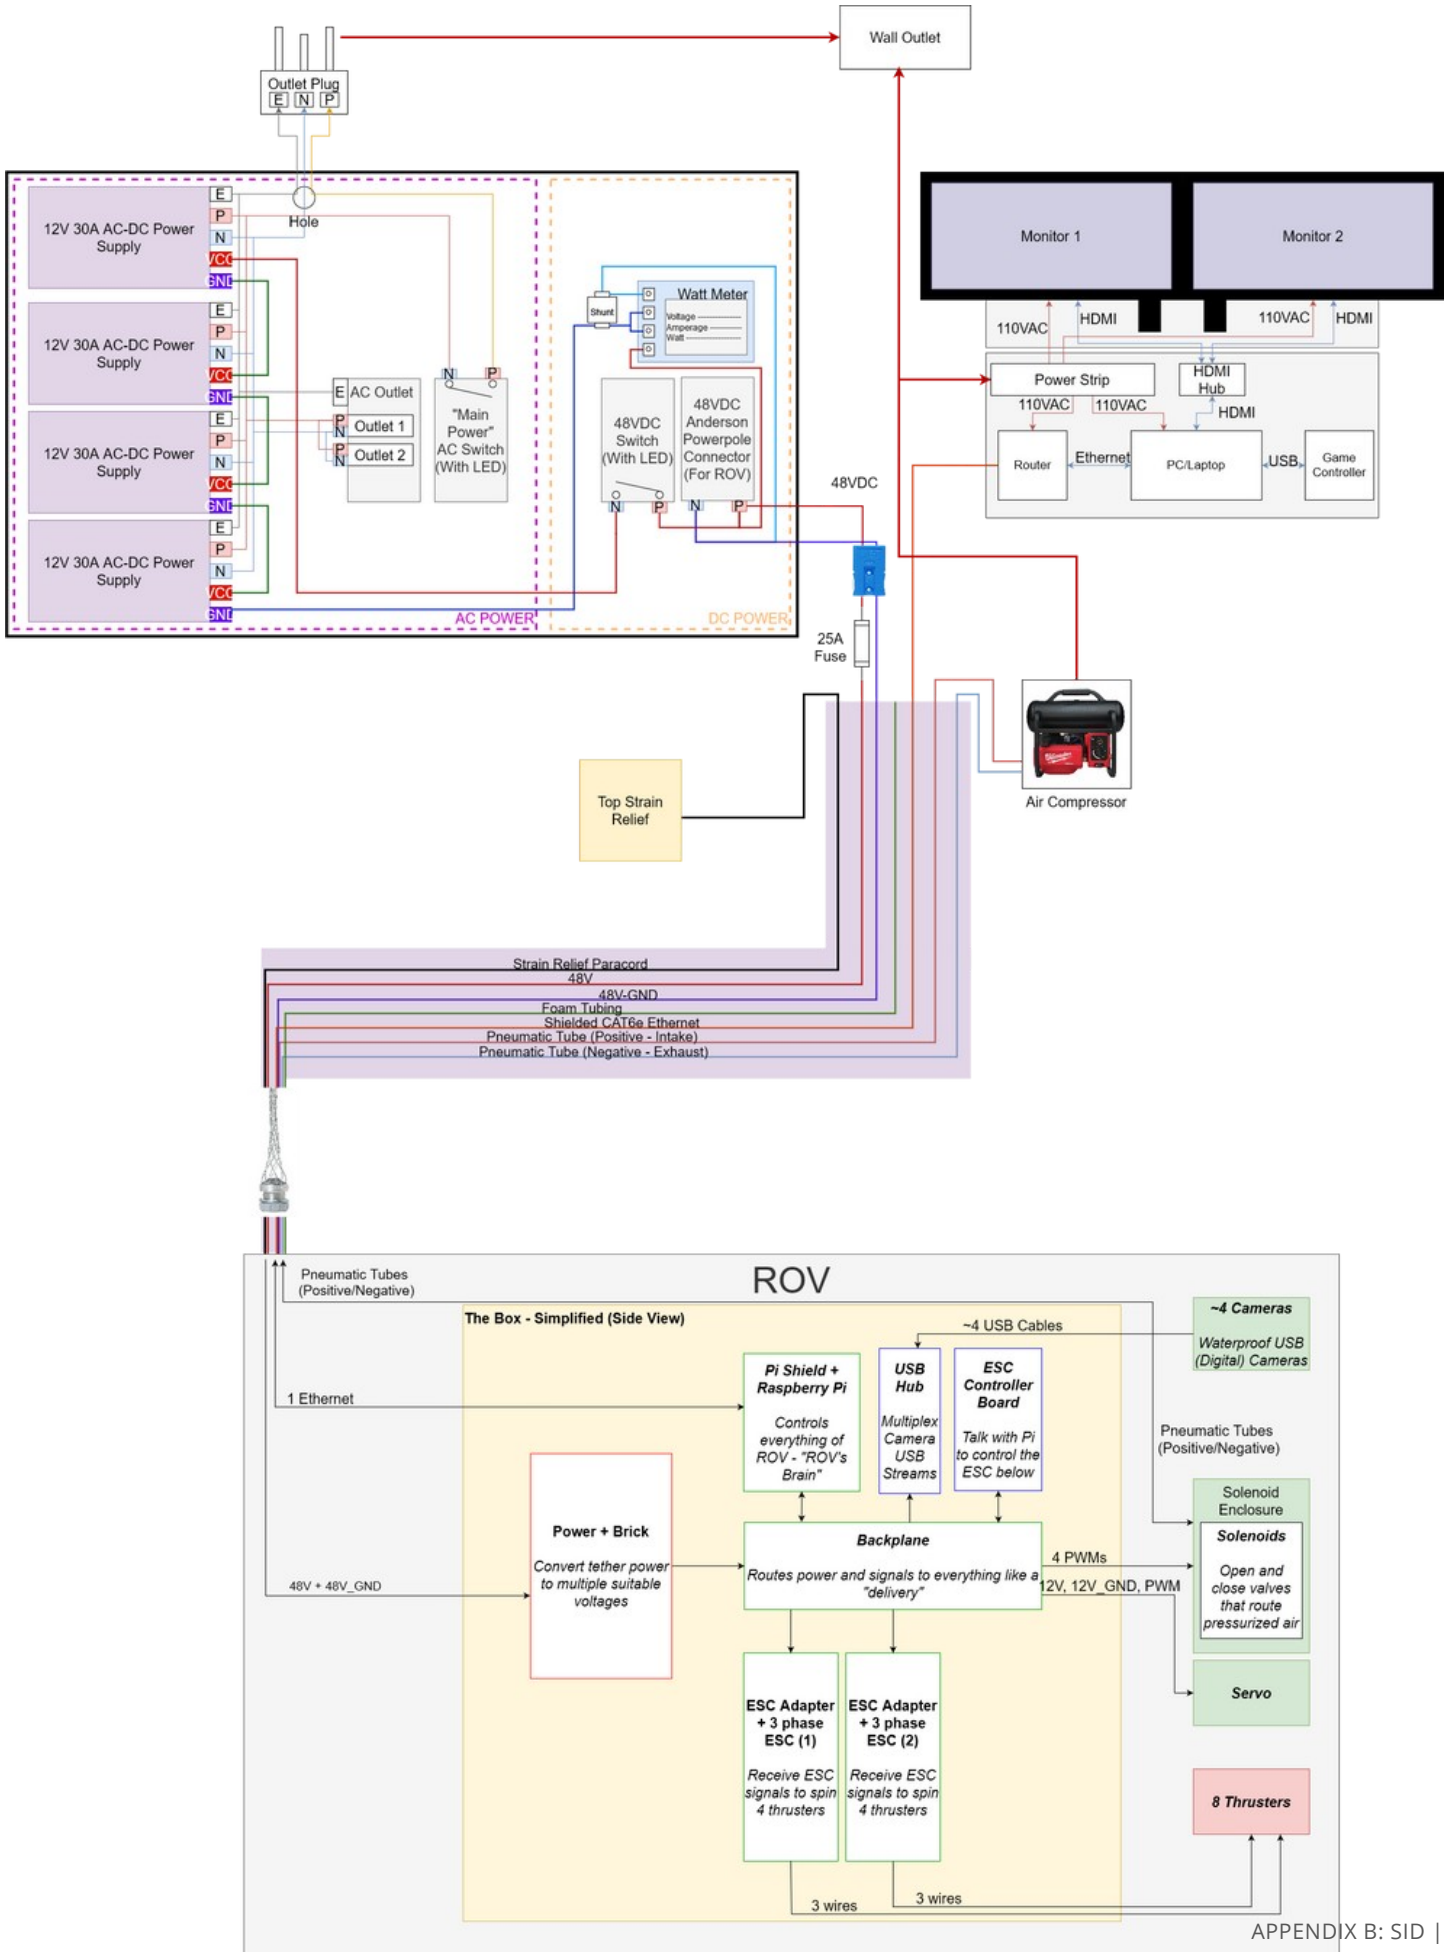 Wall Outlet
Outlet Plug
E N P
Hole
12V 30A AC-DC Power
Supply
E
P
N
VCC
GND
12V 30A AC-DC Power
Supply
E
P
N
VCC
GND
12V 30A AC-DC Power
Supply
E
P
N
VCC
GND
12V 30A AC-DC Power
Supply
E
P
N
VCC
GND
E AC Outlet
P
N
Outlet 1
P
N
Outlet 2
N P
"Main
Power"
AC Switch
(With LED)
AC POWER
Shunt
Watt Meter
Voltage
Amperage
Watt
48VDC
Switch
(With LED)
N P
48VDC
Anderson
Powerpole
Connector
(For ROV)
N P
DC POWER
48VDC
25A
Fuse
Monitor 1
Monitor 2
110VAC
HDMI
110VAC
HDMI
Power Strip
HDMI
Hub
110VAC
110VAC
HDMI
Router
Ethernet
PC/Laptop
USB
Game
Controller
Air Compressor
Top Strain
Relief
Strain Relief Paracord
48V
48V-GND
Foam Tubing
Shielded CAT6e Ethernet
Pneumatic Tube (Positive - Intake)
Pneumatic Tube (Negative - Exhaust)
ROV
Pneumatic Tubes
(Positive/Negative)
The Box - Simplified (Side View)
~4 USB Cables
~4 Cameras
Waterproof USB
(Digital) Cameras
1 Ethernet
Pi Shield +
Raspberry Pi
Controls
everything of
ROV - "ROV's
Brain"
USB
Hub
Multiplex
Camera
USB
Streams
ESC
Controller
Board
Talk with Pi
to control the
ESC below
Pneumatic Tubes
(Positive/Negative)
Power + Brick
Convert tether power
to multiple suitable
voltages
48V + 48V_GND
Backplane
Routes power and signals to everything like a
"delivery"
4 PWMs
12V, 12V_GND, PWM
Solenoid
Enclosure
Solenoids
Open and
close valves
that route
pressurized air
Servo
ESC Adapter
+ 3 phase
ESC (1)
Receive ESC
signals to spin
4 thrusters
ESC Adapter
+ 3 phase
ESC (2)
Receive ESC
signals to spin
4 thrusters
8 Thrusters
3 wires
3 wires
APPENDIX B: SID |